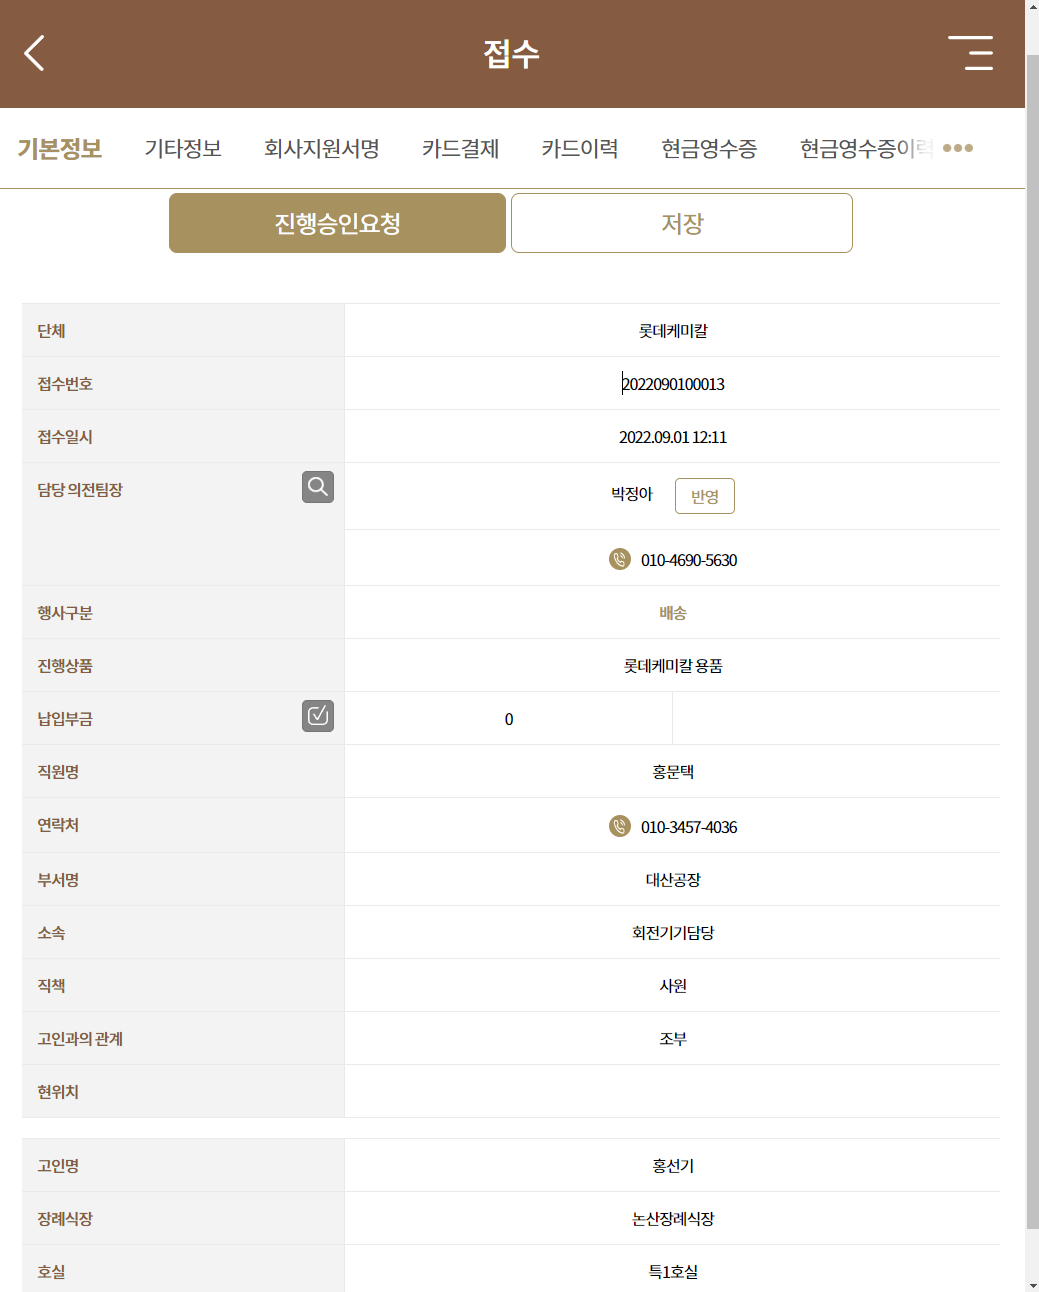 접수
기본정보 기타정보 회사지원서명 카드결제 카드이력 현금영수증 현금영수증이력
진행승인요청 저장
단체 롯데케미칼
접수번호 2022090100013
접수일시 2022.09.01 12:11
담당 의전팀장 박정아 반영
010-4690-5630
행사구분 배송
진행상품 롯데케미칼 용품
납입부금 0
직원명 홍문택
연락처 010-3457-4036
부서명 대산공장
소속 회전기기담당
직책 사원
고인과의 관계 조부
현위치
고인명 홍선기
장례식장 논산장례식장
호실 특1호실